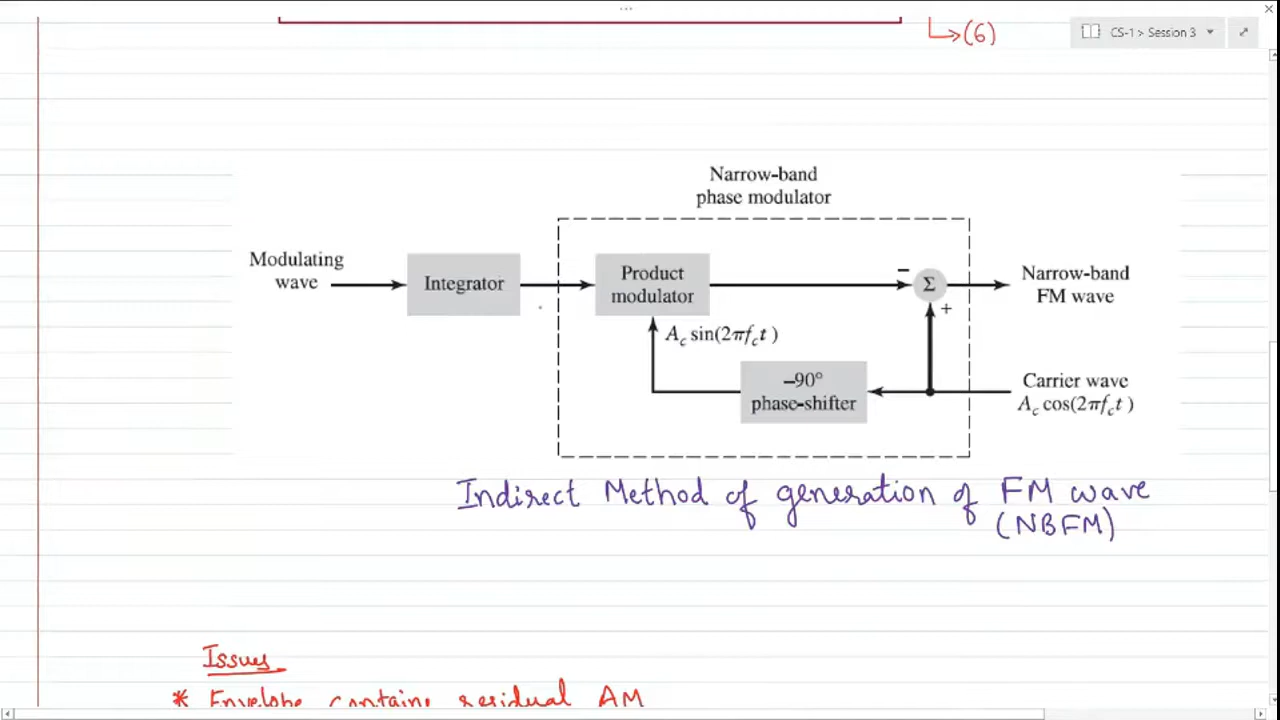 (6)
CS-1 > Session 3
Narrow-band
phase modulator
Modulating
wave
Integrator
Product
modulator
−
Σ
+
Narrow-band
FM wave
A_c sin(2πf_ct)
−90°
phase-shifter
Carrier wave
A_c cos(2πf_ct)
Indirect Method of generation of FM wave
(NBFM)
Issues
* Envelope contains residual AM